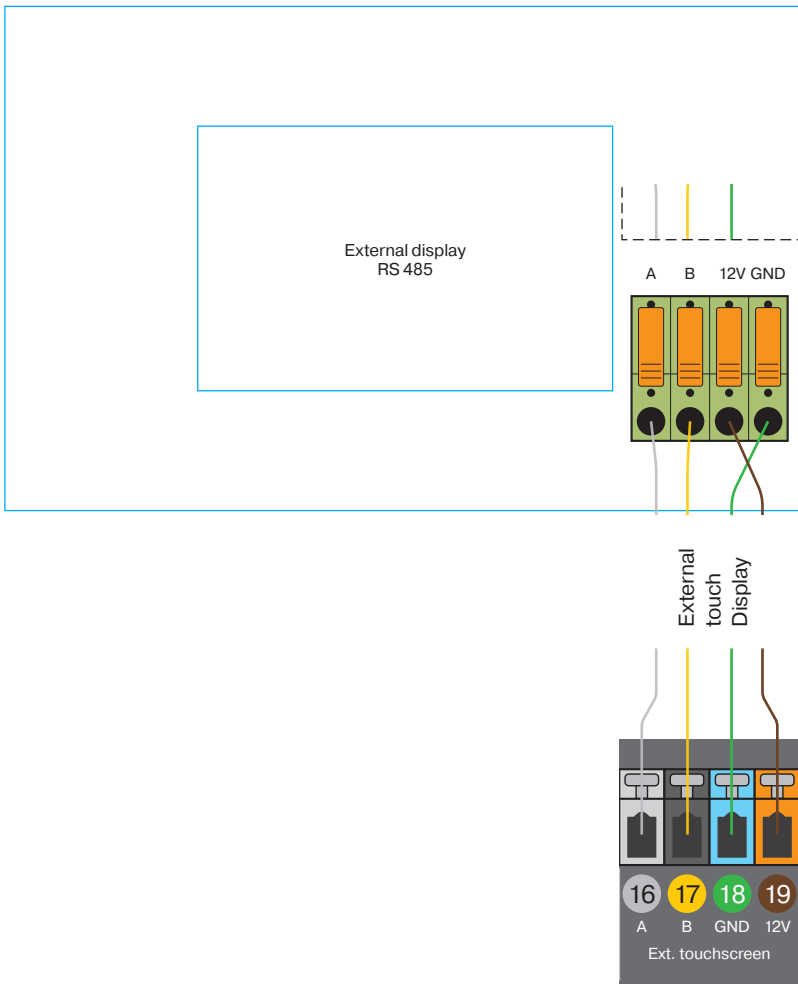 External display
RS 485
A B 12V GND
External
touch
Display
16 17 18 19
A B GND 12V
Ext. touchscreen